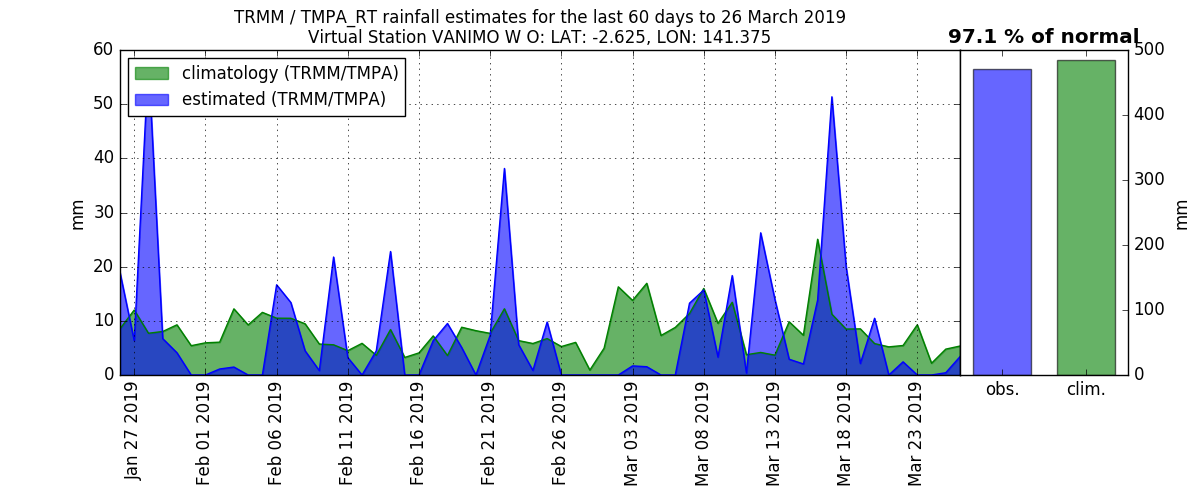 TRMM / TMPA_RT rainfall estimates for the last 60 days to 26 March 2019
Virtual Station VANIMO W O: LAT: -2.625, LON: 141.375
97.1 % of normal
climatology (TRMM/TMPA)
estimated (TRMM/TMPA)
60
50
40
30
20
10
0
mm
Jan 27 2019
Feb 01 2019
Feb 06 2019
Feb 11 2019
Feb 16 2019
Feb 21 2019
Feb 26 2019
Mar 03 2019
Mar 08 2019
Mar 13 2019
Mar 18 2019
Mar 23 2019
obs.
clim.
500
400
300
200
100
0
mm